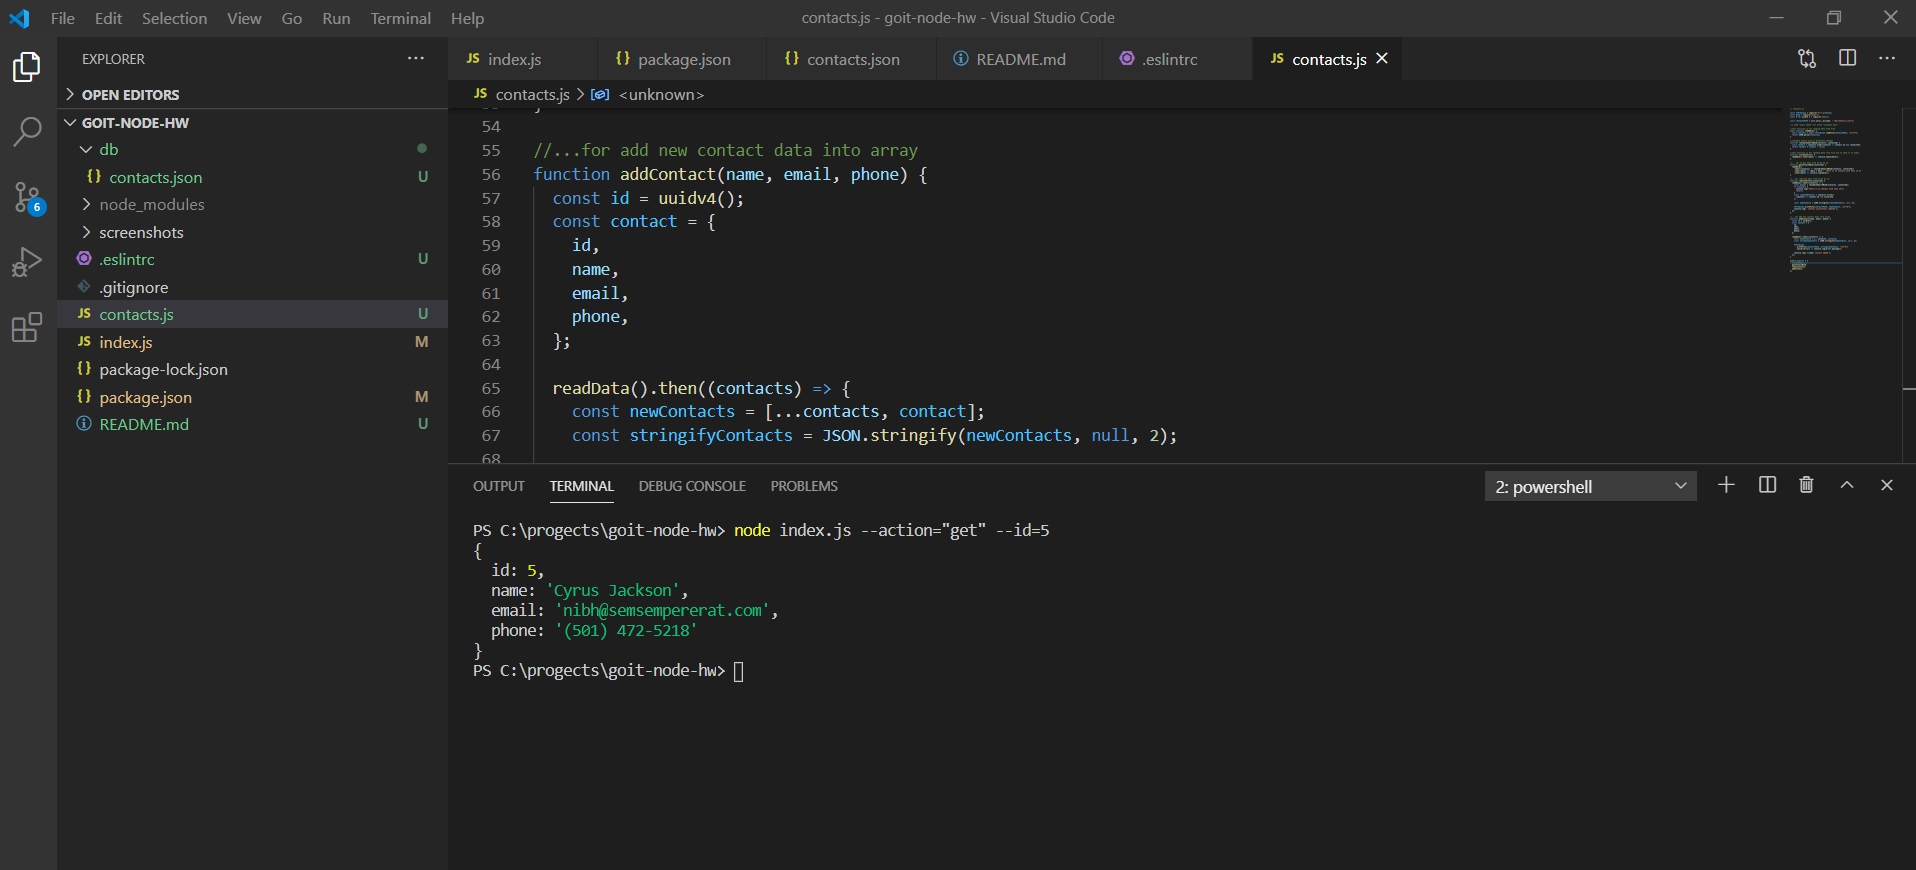 File Edit Selection View Go Run Terminal Help
contacts.js - goit-node-hw - Visual Studio Code
EXPLORER
OPEN EDITORS
GOIT-NODE-HW
db
{} contacts.json U
node_modules
screenshots
.eslintrc U
.gitignore
JS contacts.js U
JS index.js M
{} package-lock.json
{} package.json M
README.md U
6
JS index.js
{} package.json
{} contacts.json
README.md
.eslintrc
JS contacts.js
JS contacts.js > <unknown>
54
55 //...for add new contact data into array
56 function addContact(name, email, phone) {
57 const id = uuidv4();
58 const contact = {
59 id,
60 name,
61 email,
62 phone,
63 };
64
65 readData().then((contacts) => {
66 const newContacts = [...contacts, contact];
67 const stringifyContacts = JSON.stringify(newContacts, null, 2);
68
OUTPUT TERMINAL DEBUG CONSOLE PROBLEMS
2: powershell
PS C:\progects\goit-node-hw> node index.js --action="get" --id=5
{
id: 5,
name: 'Cyrus Jackson',
email: 'nibh@semsempererat.com',
phone: '(501) 472-5218'
}
PS C:\progects\goit-node-hw>